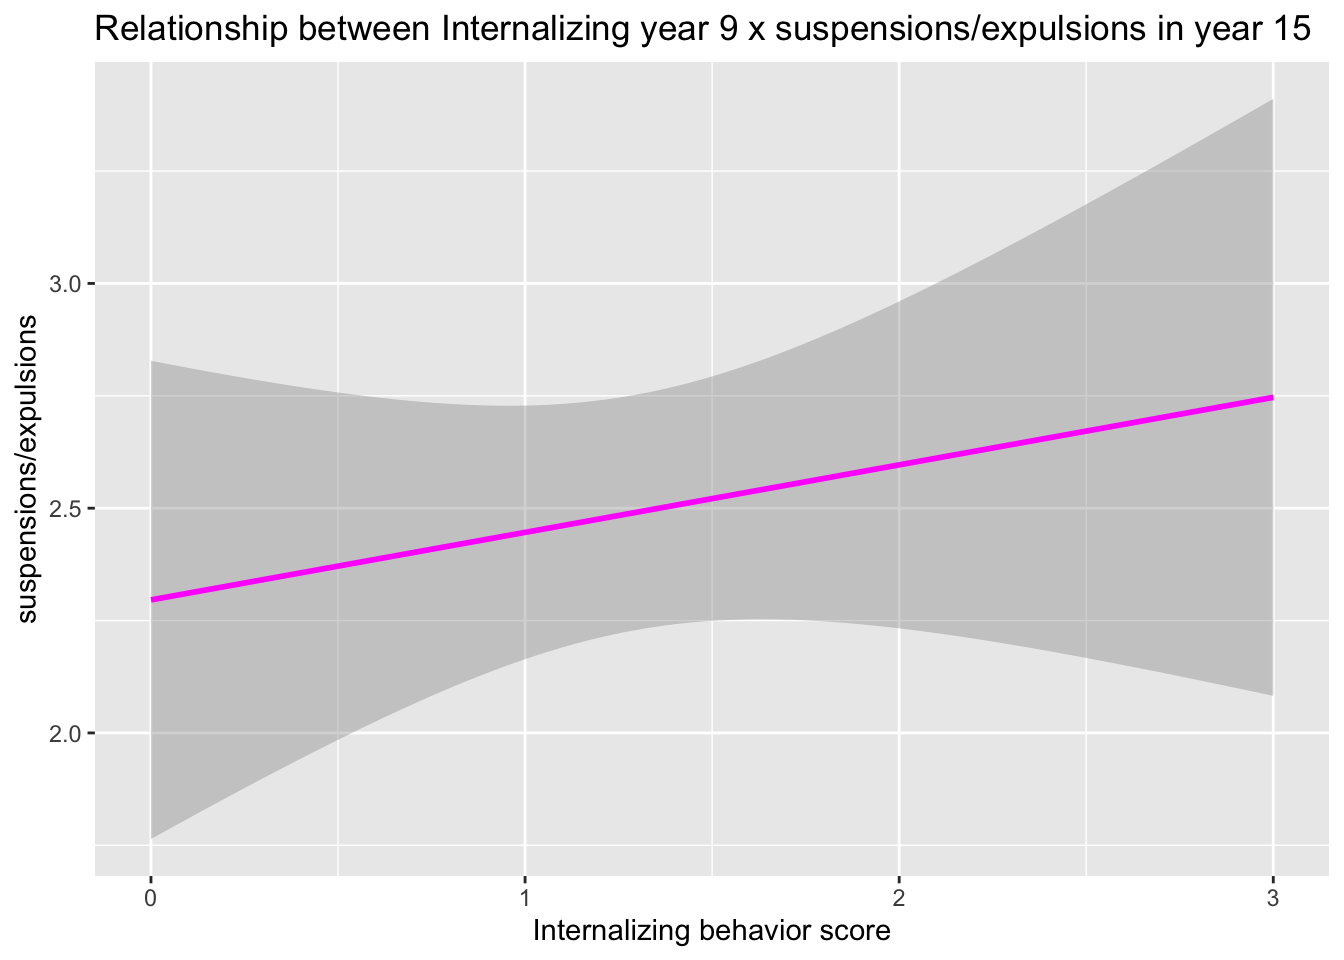 Relationship between Internalizing year 9 x suspensions/expulsions in year 15
3.0
2.5
2.0
suspensions/expulsions
0 1 2 3
Internalizing behavior score